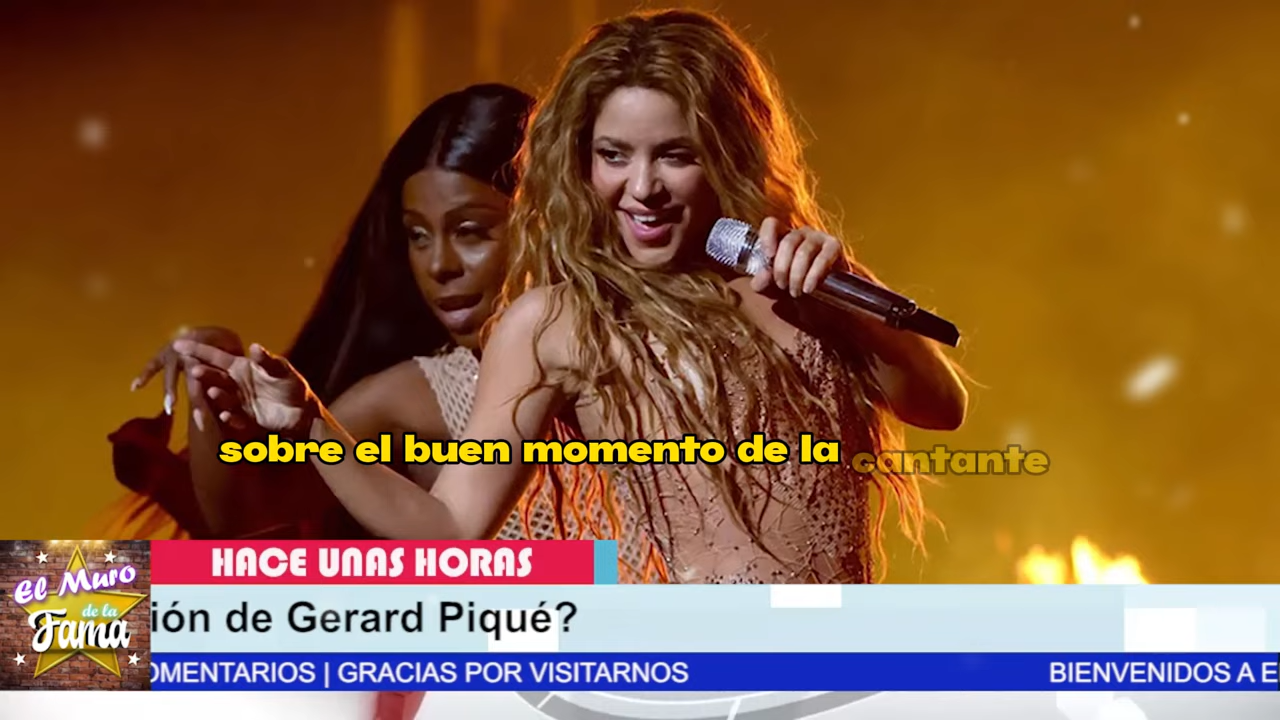 sobre el buen momento de la cantante
HACE UNAS HORAS
El Muro
de la
Fama
ión de Gerard Piqué?
OMENTARIOS | GRACIAS POR VISITARNOS
BIENVENIDOS A E